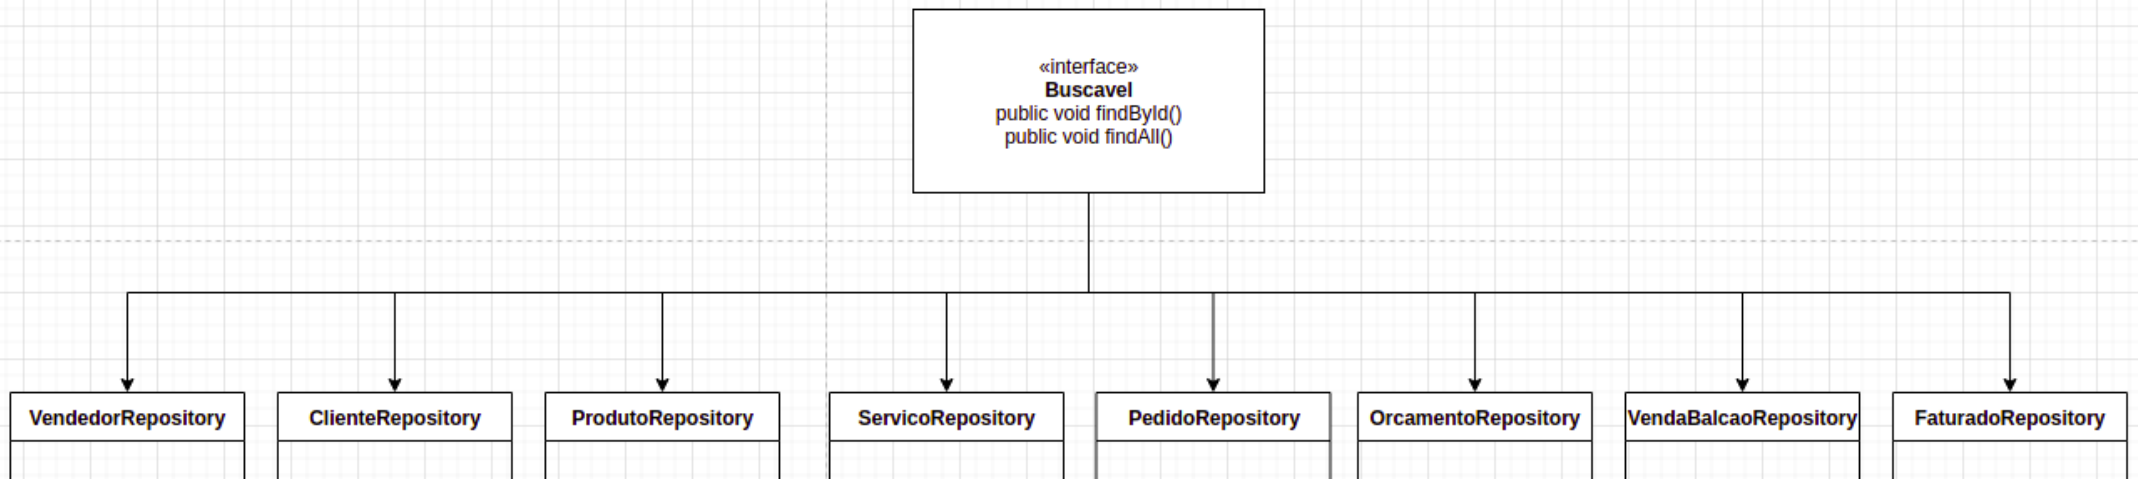 «interface»
Buscavel
public void findById()
public void findAll()
VendedorRepository
ClienteRepository
ProdutoRepository
ServicoRepository
PedidoRepository
OrcamentoRepository
VendaBalcaoRepository
FaturadoRepository